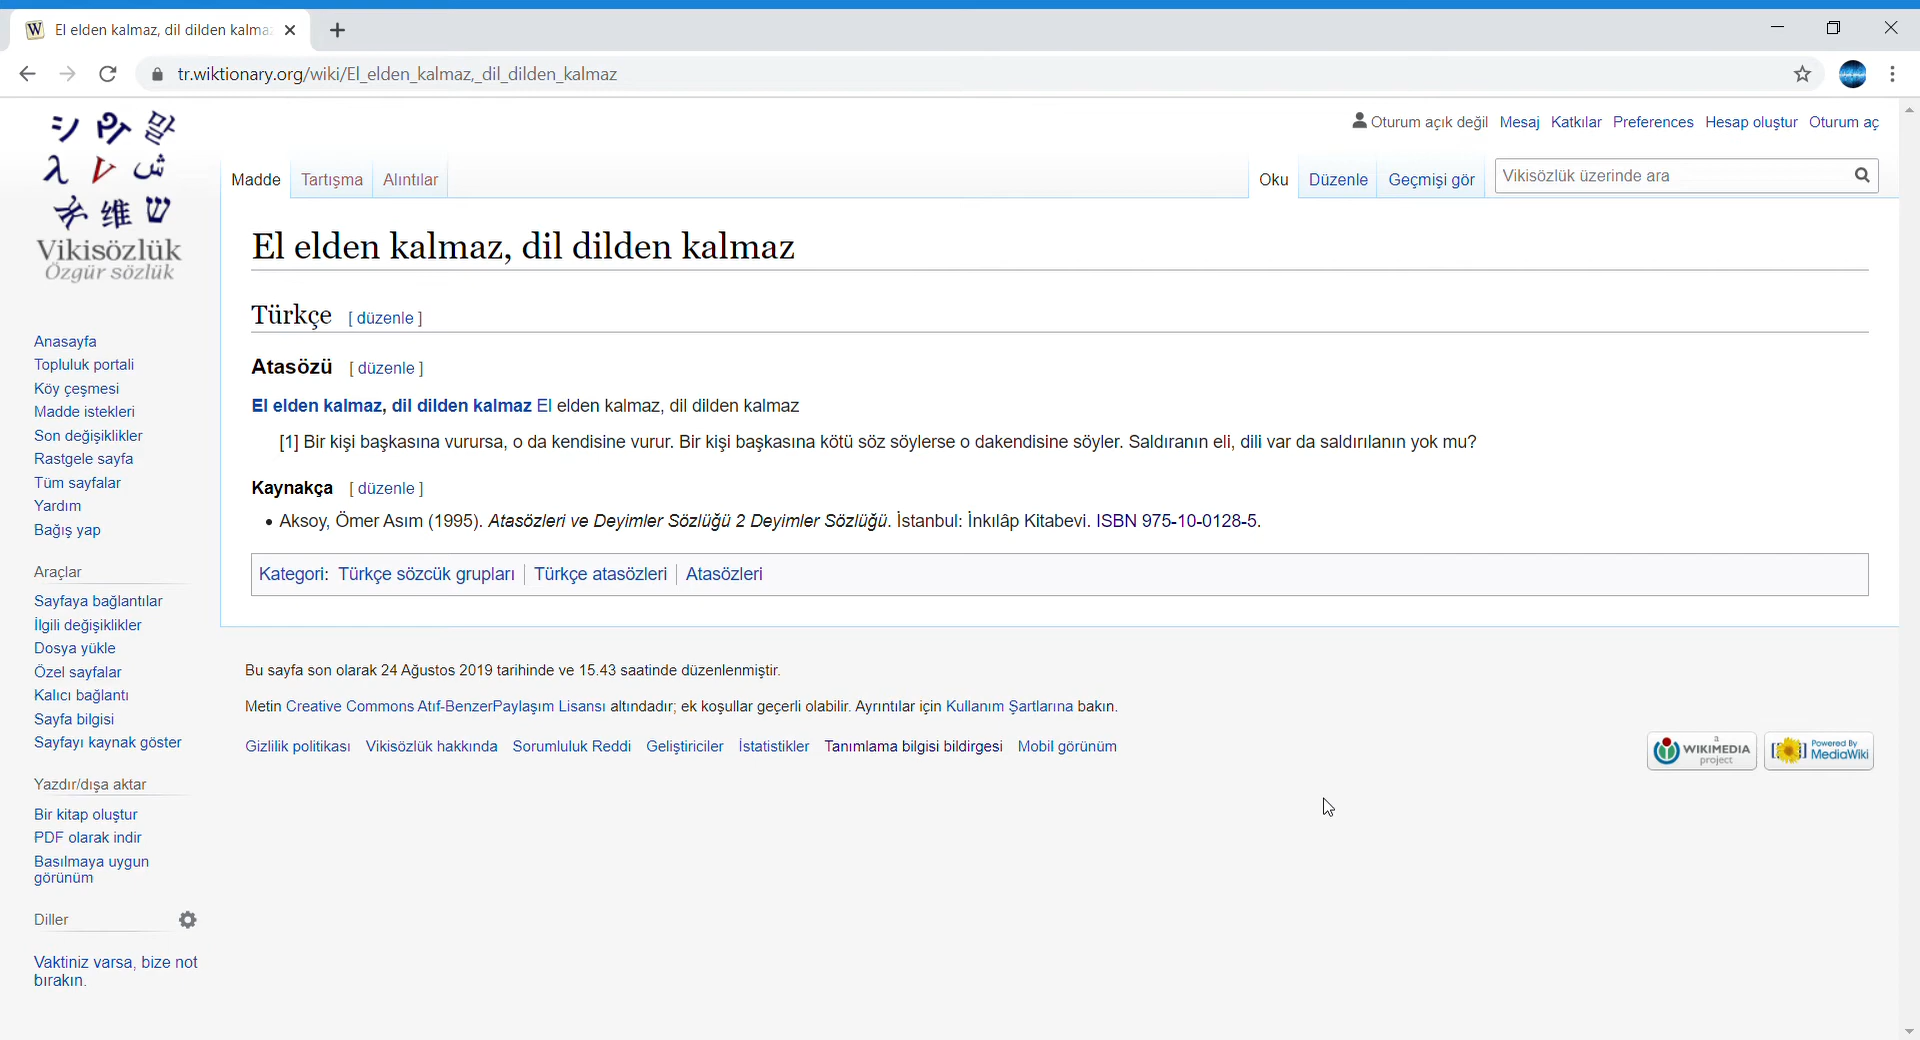 El elden kalmaz, dil dilden kalma
tr.wiktionary.org/wiki/El_elden_kalmaz,_dil_dilden_kalmaz
Oturum açık değil Mesaj Katkılar Preferences Hesap oluştur Oturum aç
Madde Tartışma Alıntılar Oku Düzenle Geçmişi gör Vikisözlük üzerinde ara
シ 말
λ V ش
维 ש
Vikisözlük
Özgür sözlük
El elden kalmaz, dil dilden kalmaz
Türkçe [ düzenle ]
Atasözü [ düzenle ]
El elden kalmaz, dil dilden kalmaz El elden kalmaz, dil dilden kalmaz
[1] Bir kişi başkasına vurursa, o da kendisine vurur. Bir kişi başkasına kötü söz söylerse o dakendisine söyler. Saldıranın eli, dili var da saldırılanın yok mu?
Kaynakça [ düzenle ]
Aksoy, Ömer Asım (1995). Atasözleri ve Deyimler Sözlüğü 2 Deyimler Sözlüğü. İstanbul: İnkılâp Kitabevi. ISBN 975-10-0128-5.
Kategori: Türkçe sözcük grupları Türkçe atasözleri Atasözleri
Bu sayfa son olarak 24 Ağustos 2019 tarihinde ve 15.43 saatinde düzenlenmiştir.
Metin Creative Commons Atıf-BenzerPaylaşım Lisansı altındadır; ek koşullar geçerli olabilir. Ayrıntılar için Kullanım Şartlarına bakın.
Gizlilik politikası Vikisözlük hakkında Sorumluluk Reddi Geliştiriciler İstatistikler Tanımlama bilgisi bildirgesi Mobil görünüm
a WIKIMEDIA project
Powered By MediaWiki
Anasayfa
Topluluk portali
Köy çeşmesi
Madde istekleri
Son değişiklikler
Rastgele sayfa
Tüm sayfalar
Yardım
Bağış yap
Araçlar
Sayfaya bağlantılar
İlgili değişiklikler
Dosya yükle
Özel sayfalar
Kalıcı bağlantı
Sayfa bilgisi
Sayfayı kaynak göster
Yazdır/dışa aktar
Bir kitap oluştur
PDF olarak indir
Basılmaya uygun
görünüm
Diller
Vaktiniz varsa, bize not
bırakın.